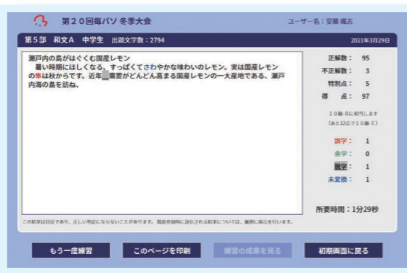 第２０回毎パソ 冬季大会
ユーザー名：安藤 颯志
第５部 和文A 中学生 出題文字数：2794
2021年3月29日
瀬戸内の島がはぐくむ国産レモン
暑い時期にほしくなる、すっぱくてさわやかな味わいのレモン。実は国産レモン
の隼は秋からです。近年 需要がどんどん高まる国産レモンの一大産地である、瀬戸
内海の島を訪ね、
正解数： 95
不正解数： 3
特別点： 5
得 点： 97
誤字： 1
余字： 0
脱字： 1
未変換： 1
所要時間：1分29秒
もう一度練習
このページを印刷
練習の成果を見る
初期画面に戻る